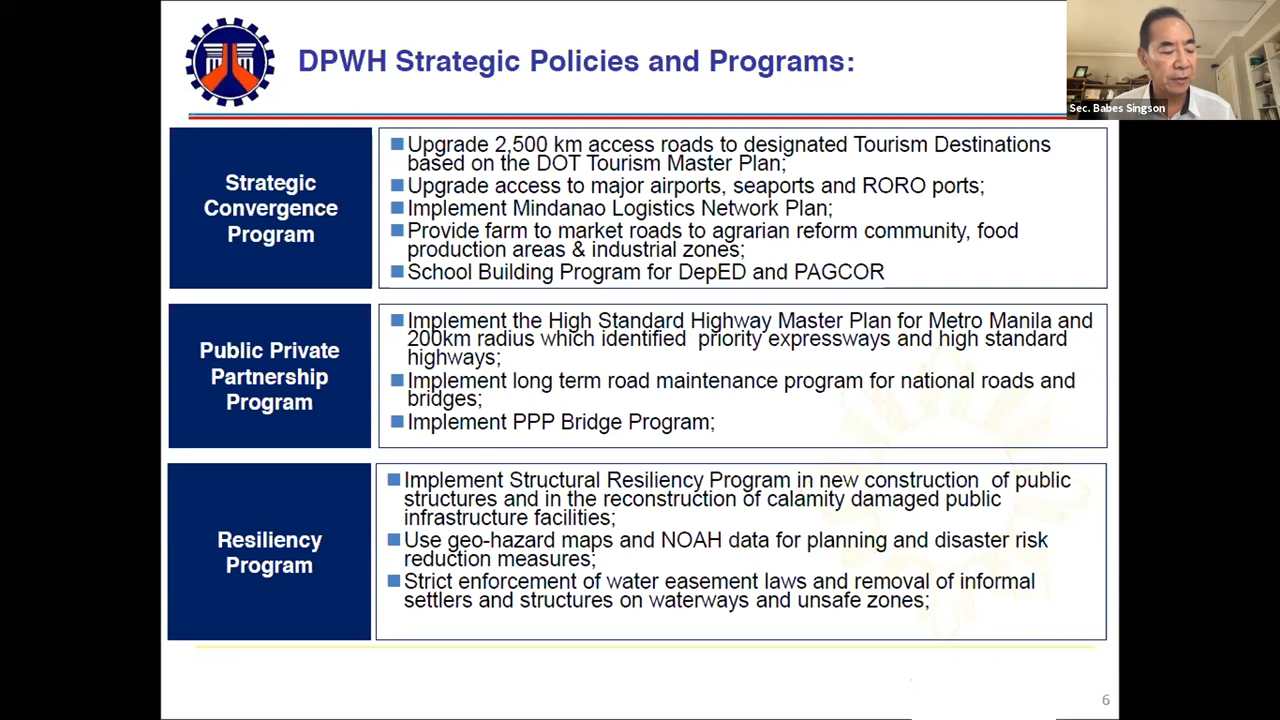 DPWH Strategic Policies and Programs:
Sec. Babes Singson
Strategic
Convergence
Program
Upgrade 2,500 km access roads to designated Tourism Destinations
based on the DOT Tourism Master Plan;
Upgrade access to major airports, seaports and RORO ports;
Implement Mindanao Logistics Network Plan;
Provide farm to market roads to agrarian reform community, food
production areas & industrial zones;
School Building Program for DepED and PAGCOR
Public Private
Partnership
Program
Implement the High Standard Highway Master Plan for Metro Manila and
200km radius which identified priority expressways and high standard
highways;
Implement long term road maintenance program for national roads and
bridges;
Implement PPP Bridge Program;
Resiliency
Program
Implement Structural Resiliency Program in new construction of public
structures and in the reconstruction of calamity damaged public
infrastructure facilities;
Use geo-hazard maps and NOAH data for planning and disaster risk
reduction measures;
Strict enforcement of water easement laws and removal of informal
settlers and structures on waterways and unsafe zones;
6